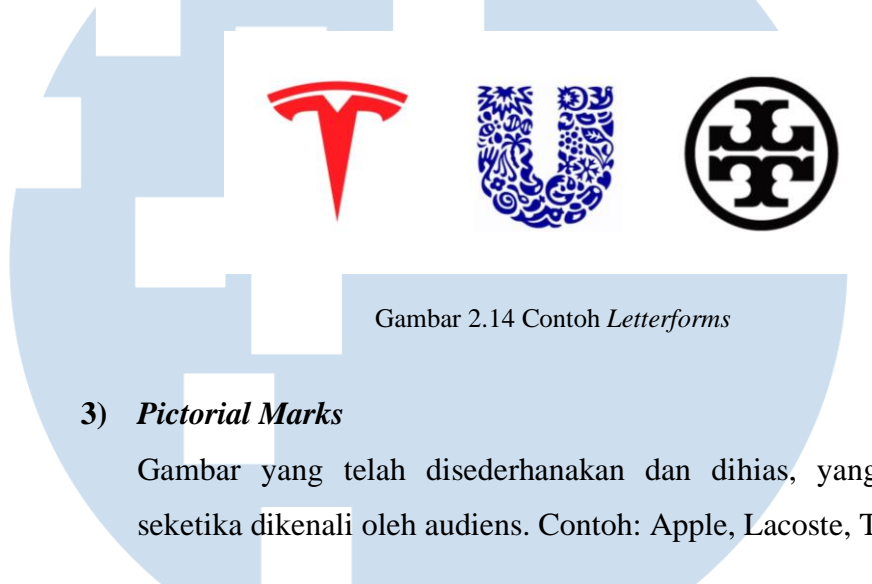 Gambar 2.14 Contoh Letterforms
3) Pictorial Marks
Gambar yang telah disederhanakan dan dihias, yang
seketika dikenali oleh audiens. Contoh: Apple, Lacoste,